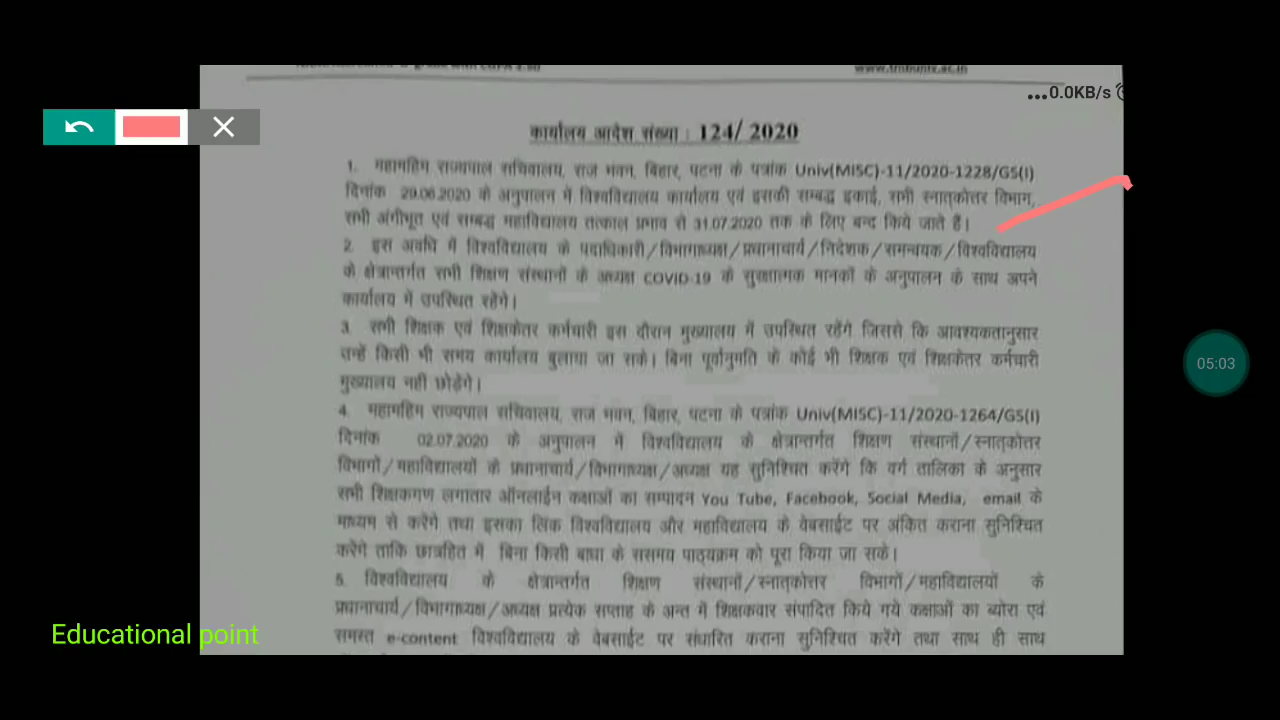 www.tmbuniv.ac.in
...0.0KB/s
कार्यालय आदेश संख्या : 124/ 2020
1. महामहिम राज्यपाल सचिवालय, राज भवन, बिहार, पटना के पत्रांक Univ(MISC)-11/2020-1228/GS(I)
दिनांक 29.06.2020 के अनुपालन में विश्वविद्यालय कार्यालय एवं इसकी सम्बद्ध इकाई, सभी स्नातकोत्तर विभाग,
सभी अंगीभूत एवं सम्बद्ध महाविद्यालय तत्काल प्रभाव से 31.07.2020 तक के लिए बन्द किये जाते हैं।
2. इस अवधि में विश्वविद्यालय के पदाधिकारी/विभागाध्यक्ष/प्रधानाचार्य/निदेशक/समन्वयक/विश्वविद्यालय
के क्षेत्रान्तर्गत सभी शिक्षण संस्थानों के अध्यक्ष COVID-19 के सुरक्षात्मक मानकों के अनुपालन के साथ अपने
कार्यालय में उपस्थित रहेंगे।
3. सभी शिक्षक एवं शिक्षकेतर कर्मचारी इस दौरान मुख्यालय में उपस्थित रहेंगे जिससे कि आवश्यकतानुसार
उन्हें किसी भी समय कार्यालय बुलाया जा सके। बिना पूर्वानुमति के कोई भी शिक्षक एवं शिक्षकेतर कर्मचारी
मुख्यालय नहीं छोड़ेंगे।
4. महामहिम राज्यपाल सचिवालय, राज भवन, बिहार, पटना के पत्रांक Univ(MISC)-11/2020-1264/GS(I)
दिनांक 02.07.2020 के अनुपालन में विश्वविद्यालय के क्षेत्रान्तर्गत शिक्षण संस्थानों/स्नातकोत्तर
विभागों/महाविद्यालयों के प्रधानाचार्य/विभागाध्यक्ष/अध्यक्ष यह सुनिश्चित करेंगे कि वर्ग तालिका के अनुसार
सभी शिक्षकगण लगातार ऑनलाईन कक्षाओं का सम्पादन You Tube, Facebook, Social Media, email के
माध्यम से करेंगे तथा इसका लिंक विश्वविद्यालय और महाविद्यालय के वेबसाईट पर अंकित कराना सुनिश्चित
करेंगे ताकि छात्रहित में बिना किसी बाधा के ससमय पाठ्यक्रम को पूरा किया जा सके।
5. विश्वविद्यालय के क्षेत्रान्तर्गत शिक्षण संस्थानों/स्नातकोत्तर विभागों/महाविद्यालयों के
प्रधानाचार्य/विभागाध्यक्ष/अध्यक्ष प्रत्येक सप्ताह के अन्त में शिक्षकवार संपादित किये गये कक्षाओं का ब्योरा एवं
समस्त e-content विश्वविद्यालय के वेबसाईट पर संधारित कराना सुनिश्चित करेंगे तथा साथ ही साथ
05:03
Educational point